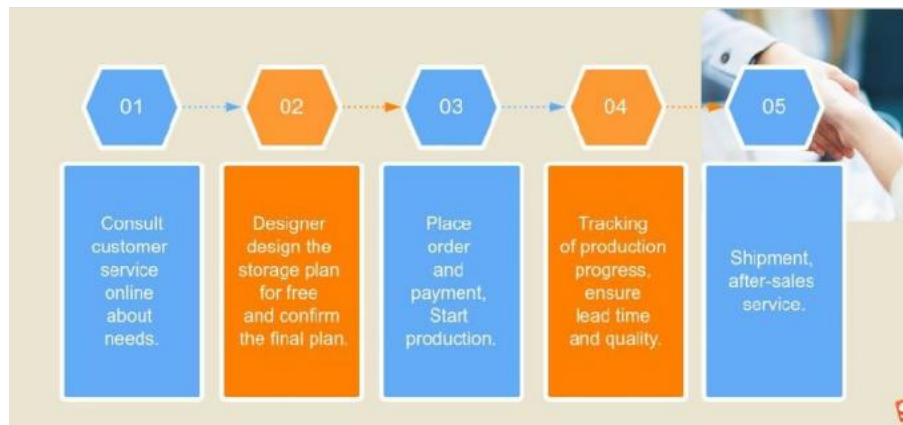 01
02
03
04
05
Consult
customer
service
online
about
needs.
Designer
design the
storage plan
for free
and confirm
the final plan.
Place
order
and
payment,
Start
production.
Tracking
of production
progress,
ensure
lead time
and quality.
Shipment,
after-sales
service.